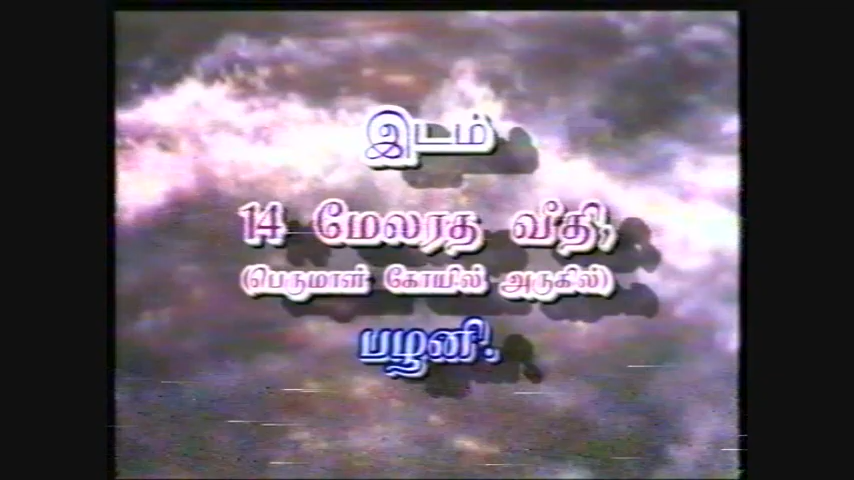 இடம்
14 மேலரத வீதி,
(பெருமாள் கோயில் அருகில்)
பழனி.